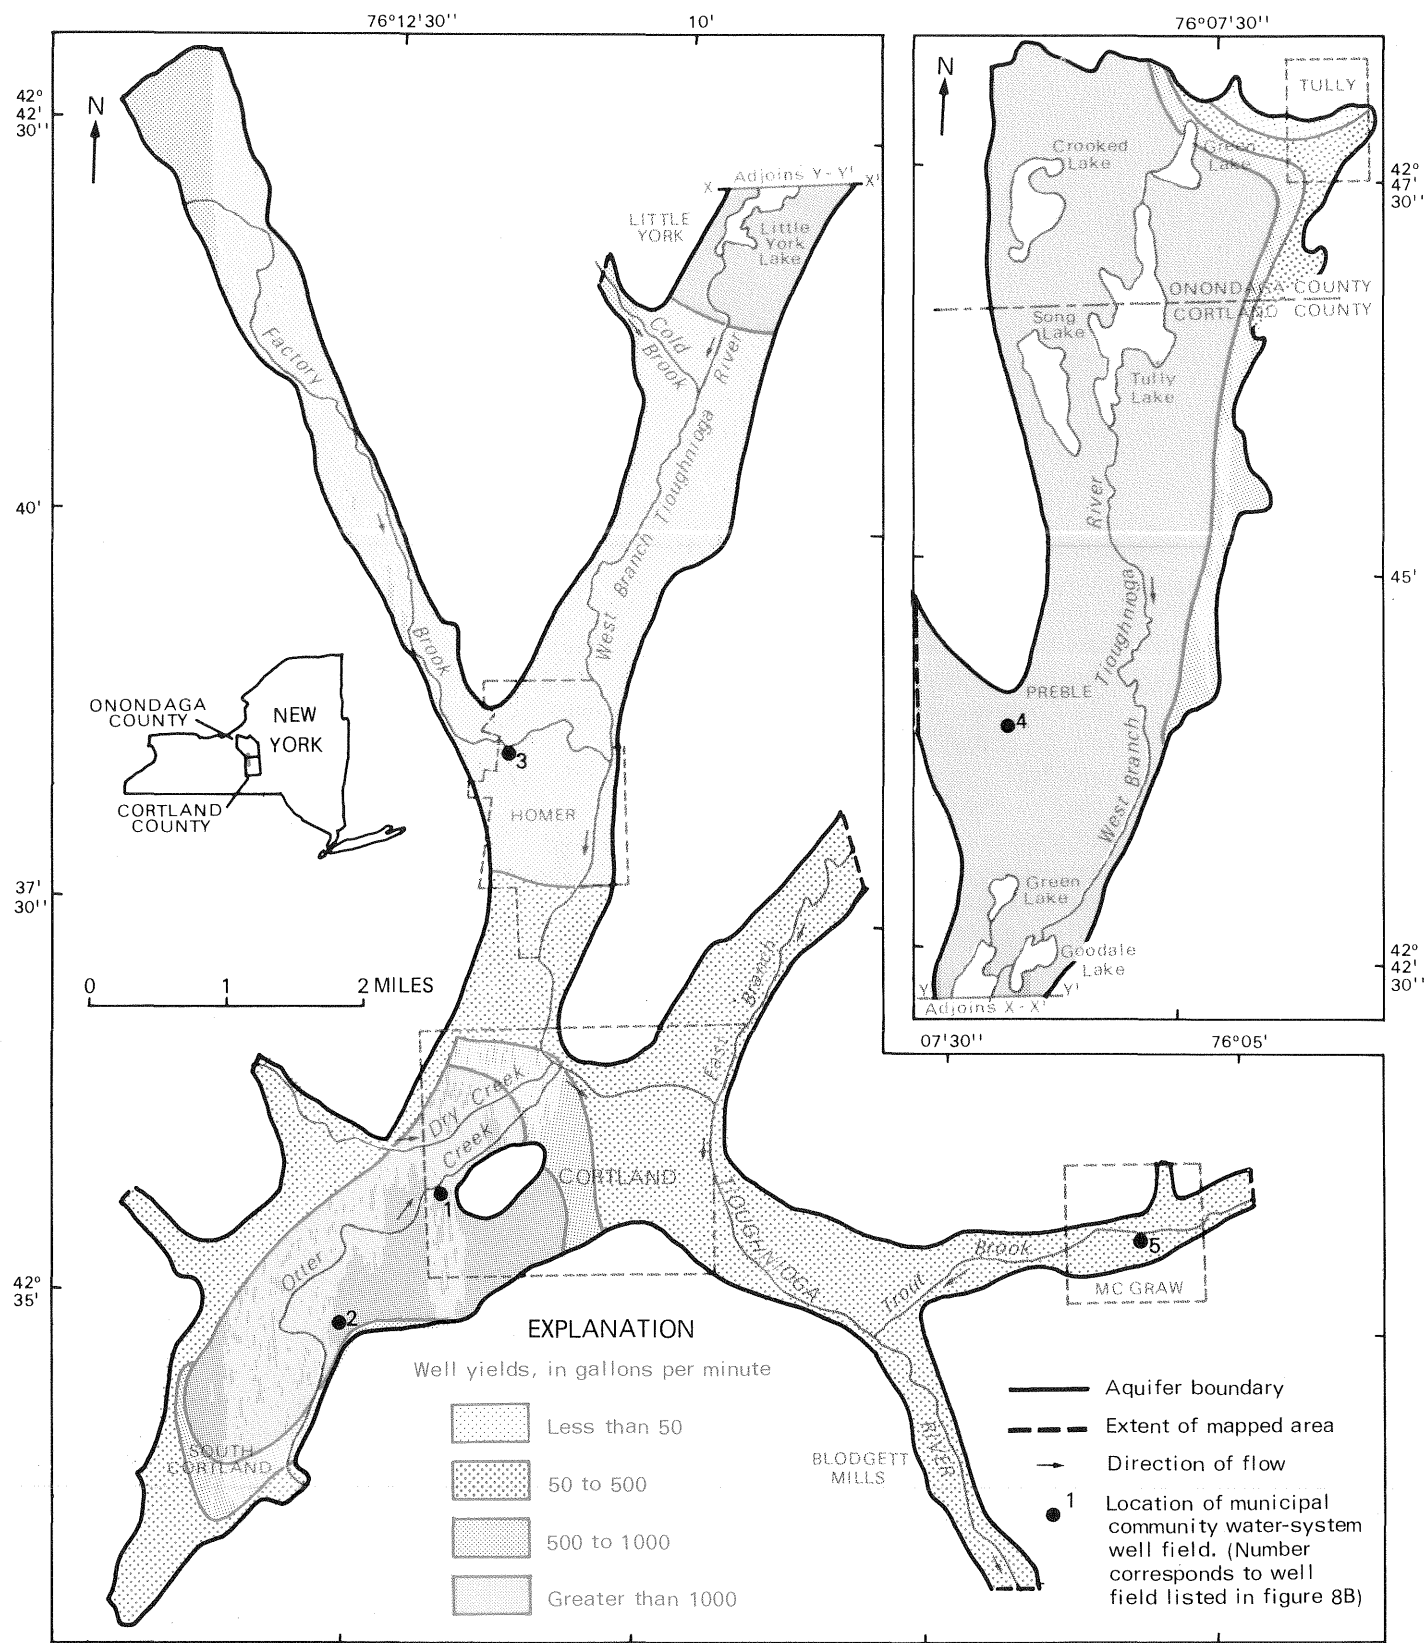 76°12'30''
10'
76°07'30''
42°
42'
30''
N
N
TULLY
Crooked
Lake
Green
Lake
42°
47'
30''
X
Adjoins Y-Y'
X'
LITTLE
YORK
Little
York
Lake
ONONDAGA COUNTY
CORTLAND COUNTY
Song
Lake
Cold
Brook
Factory
Tully
Lake
River
West Branch Tioughnioga
River
40'
45'
Brook
West Branch
Tioughnioga
ONONDAGA
COUNTY
NEW
YORK
CORTLAND
COUNTY
PREBLE
4
3
HOMER
37'
30''
Green
Lake
Goodale
Lake
42°
42'
30''
Y
Y'
Adjoins X-X'
0
1
2 MILES
East
Branch
07'30''
76°05'
Dry Creek
Creek
Otter
CORTLAND
1
2
TIOUGHNIOGA
RIVER
Brook
Trout
5
MC GRAW
42°
35'
SOUTH
CORTLAND
BLODGETT
MILLS
EXPLANATION
Well yields, in gallons per minute
Less than 50
50 to 500
500 to 1000
Greater than 1000
Aquifer boundary
Extent of mapped area
Direction of flow
1
Location of municipal
community water-system
well field. (Number
corresponds to well
field listed in figure 8B)